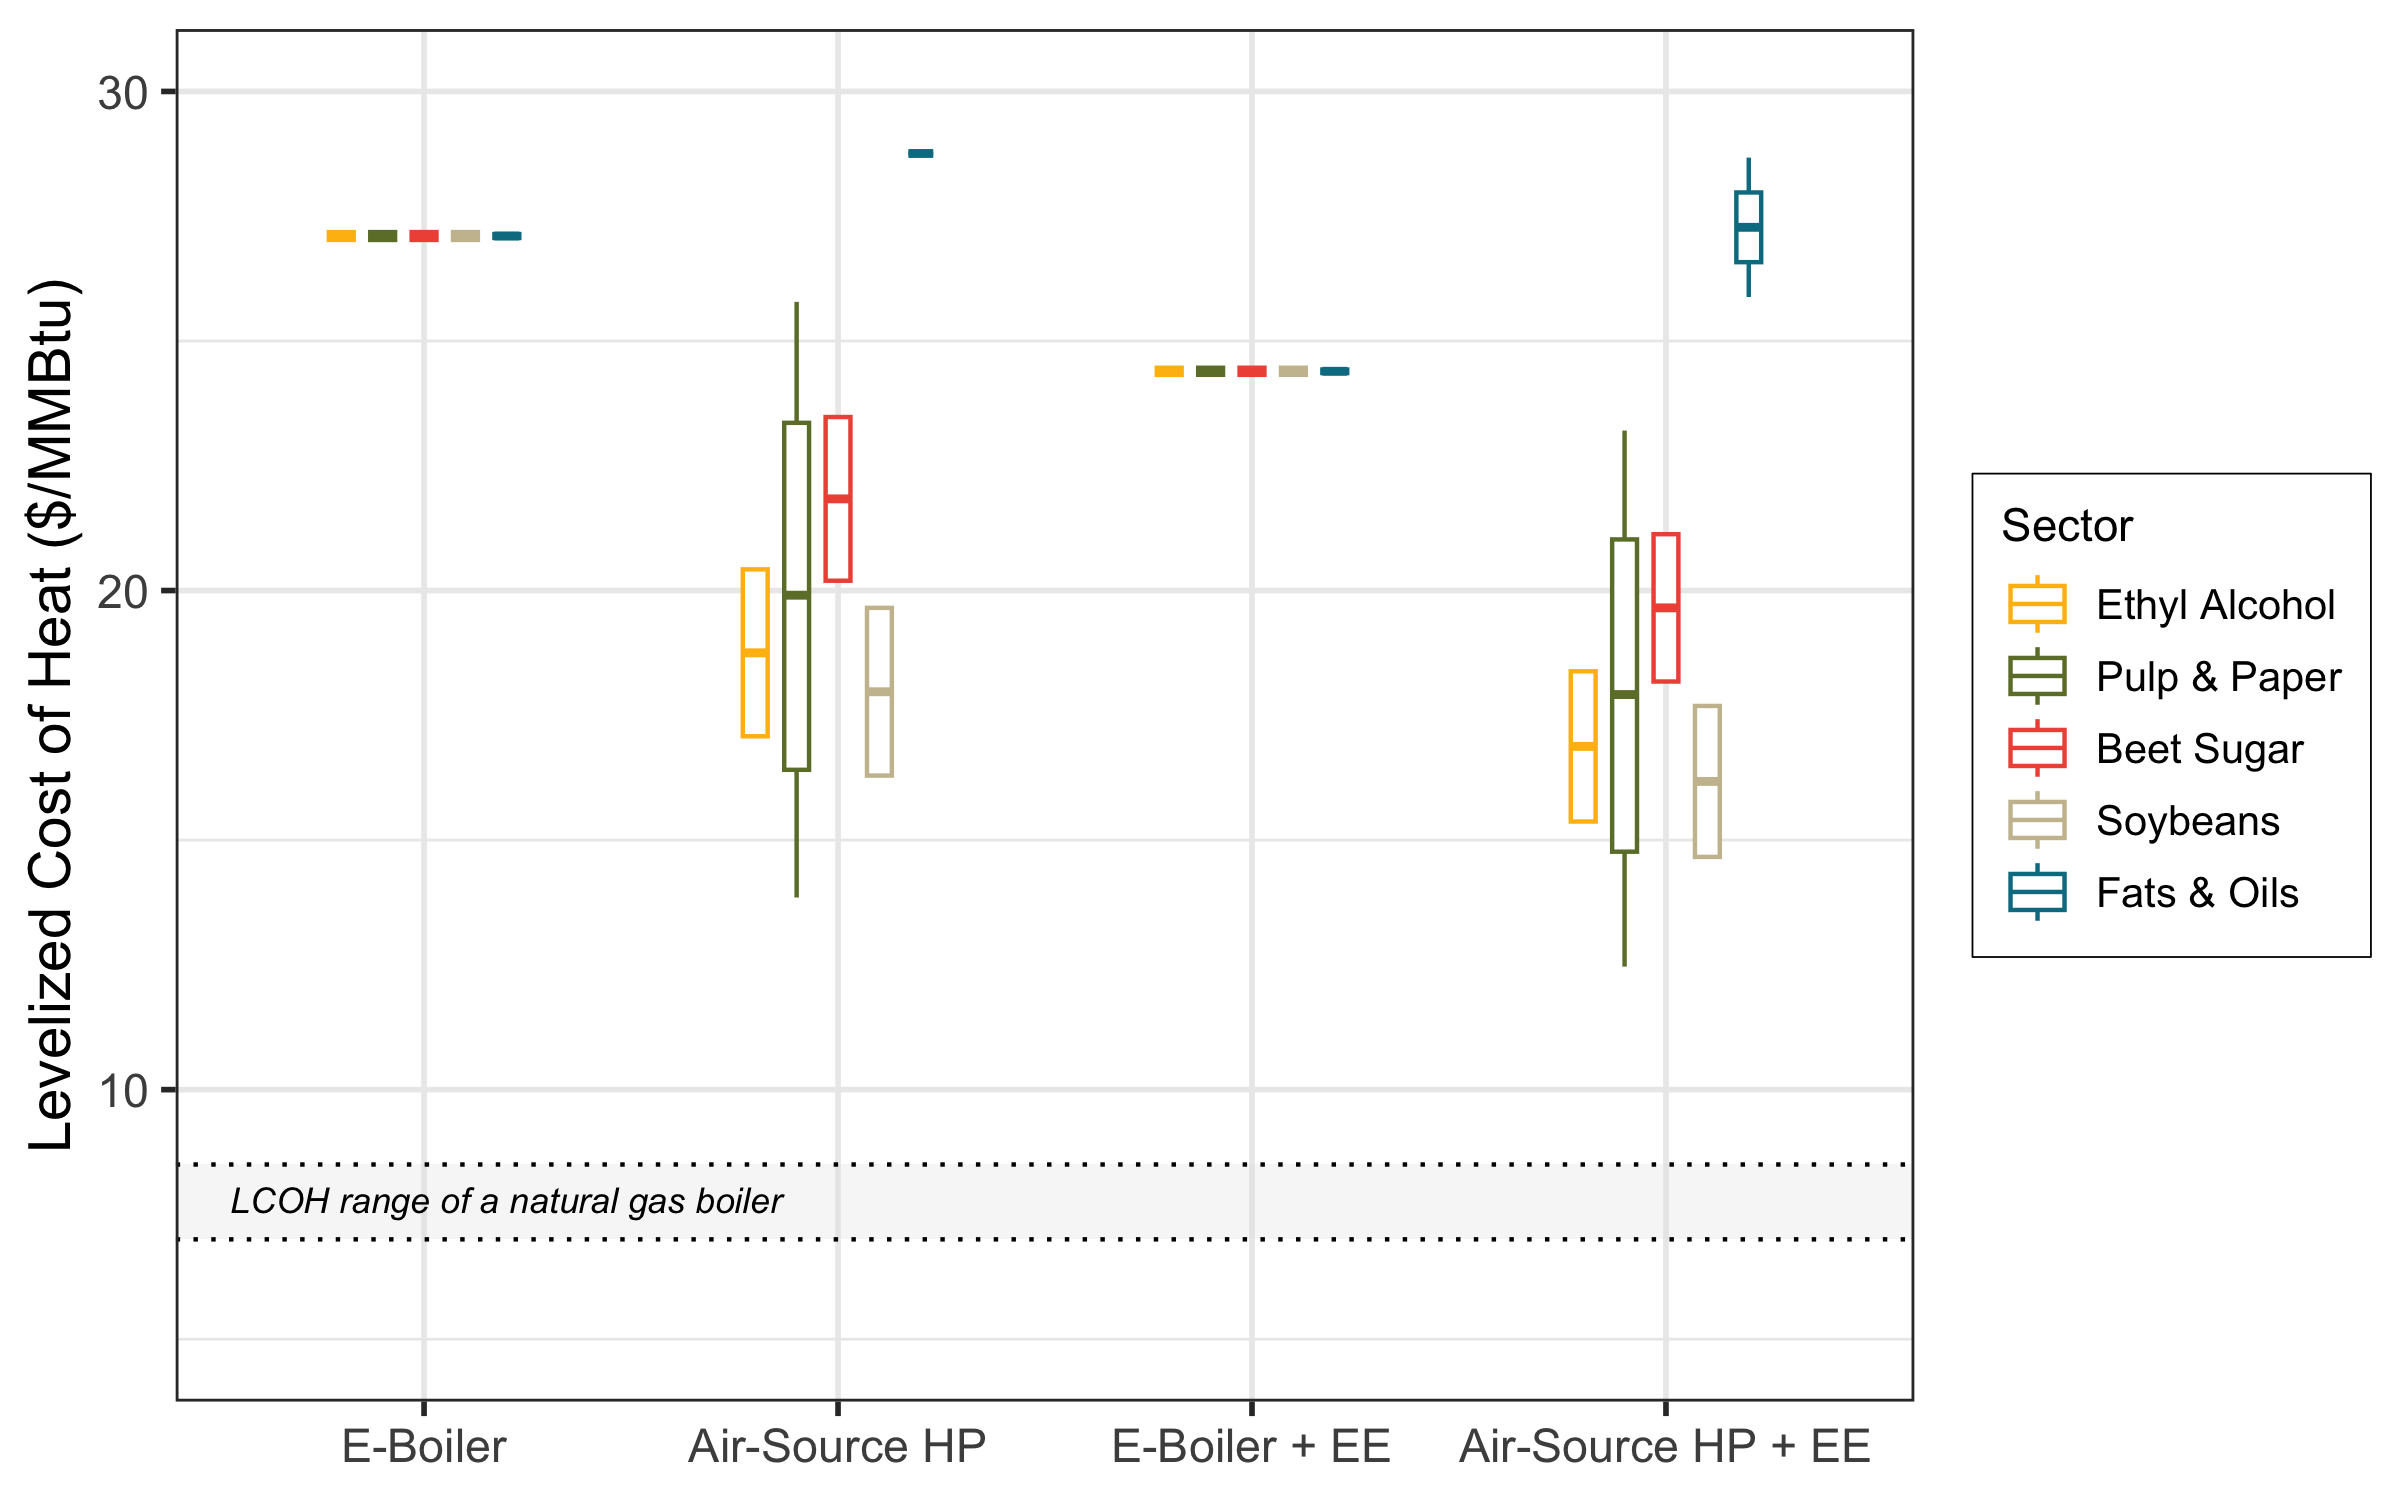 Levelized Cost of Heat ($/MMBtu)
30
20
10
LCOH range of a natural gas boiler
E-Boiler
Air-Source HP
E-Boiler + EE
Air-Source HP + EE
Sector
Ethyl Alcohol
Pulp & Paper
Beet Sugar
Soybeans
Fats & Oils